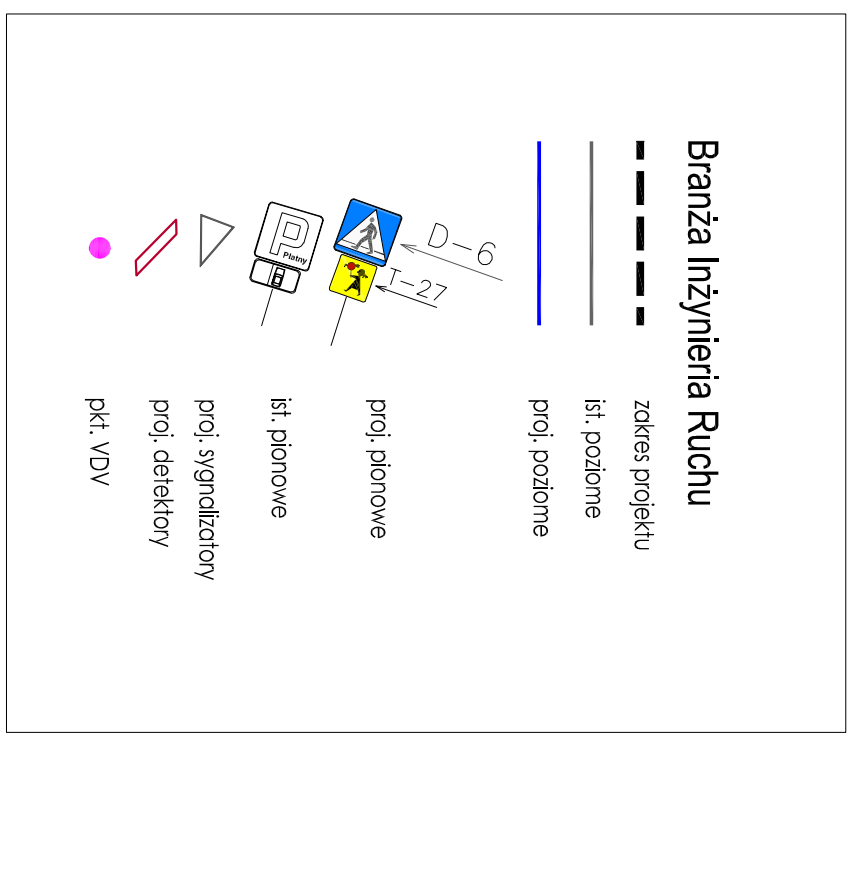 Branża Inżynieria Ruchu
zakres projektu
ist. poziome
proj. poziome
D-6
T-27
proj. pionowe
P
Płatny
ist. pionowe
proj. sygnalizatory
proj. detektory
pkt. VDV